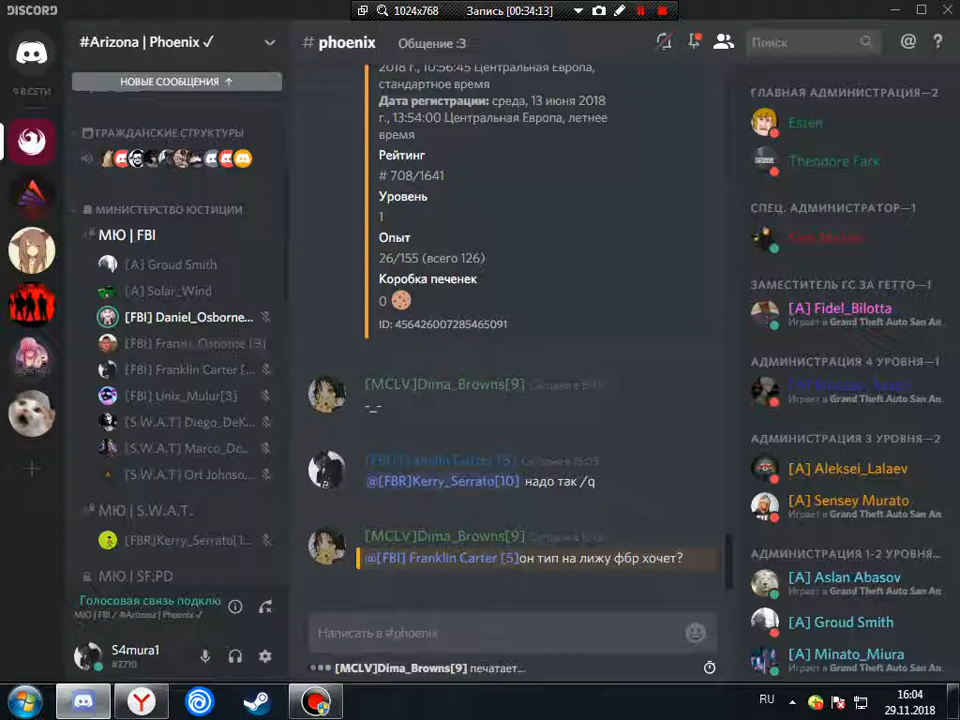 DISCORD
1024x768
Запись [00:34:13]
9 В СЕТИ
#Arizona | Phoenix ✓
НОВЫЕ СООБЩЕНИЯ ↑
ГРАЖДАНСКИЕ СТРУКТУРЫ
МИНИСТЕРСТВО ЮСТИЦИИ
МЮ | FBI
[A] Groud Smith
[A] Solar_Wind
[FBI] Daniel_Osborne...
[FBI] Franklin Carter [...
[FBI] Unix_Mulur[3]
[S.W.A.T] Diego_DeK...
[S.W.A.T] Marco_Do...
[S.W.A.T] Ort Johnso...
МЮ | S.W.A.T.
[FBR]Kerry_Serrato[1...
МЮ | SF:PD
Голосовая связь подклю
МЮ | FBI / #Arizona | Phoenix ✓
S4mura1
#2710
# phoenix
Общение :3
Поиск
2018 г., 10:56:45 Центральная Европа,
стандартное время
Дата регистрации: среда, 13 июня 2018
г., 13:54:00 Центральная Европа, летнее
время
Рейтинг
# 708/1641
Уровень
1
Опыт
26/155 (всего 126)
Коробка печенек
0
ID: 456426007285465091
[MCLV]Dima_Browns[9]
-_-
[FBI] Franklin Carter [5] Сегодня в 16:03
@[FBR]Kerry_Serrato[10] надо так /q
[MCLV]Dima_Browns[9]
@[FBI] Franklin Carter [5]он тип на лижу фбр хочет?
Написать в #phoenix
[MCLV]Dima_Browns[9] печатает...
ГЛАВНАЯ АДМИНИСТРАЦИЯ—2
Esten
Theodore Fark
СПЕЦ. АДМИНИСТРАТОР—1
ЗАМЕСТИТЕЛЬ ГС ЗА ГЕТТО—1
[A] Fidel_Bilotta
Играет в Grand Theft Auto San An.
АДМИНИСТРАЦИЯ 4 УРОВНЯ—1
Играет в Grand Theft Auto San An.
АДМИНИСТРАЦИЯ 3 УРОВНЯ—2
[A] Aleksei_Lalaev
[A] Sensey Murato
Играет в Grand Theft Auto San An.
АДМИНИСТРАЦИЯ 1-2 УРОВНЯ...
[A] Aslan Abasov
Играет в Grand Theft Auto San An.
[A] Groud Smith
[A] Minato_Miura
Играет в Grand Theft Auto San An.
RU
16:04
29.11.2018